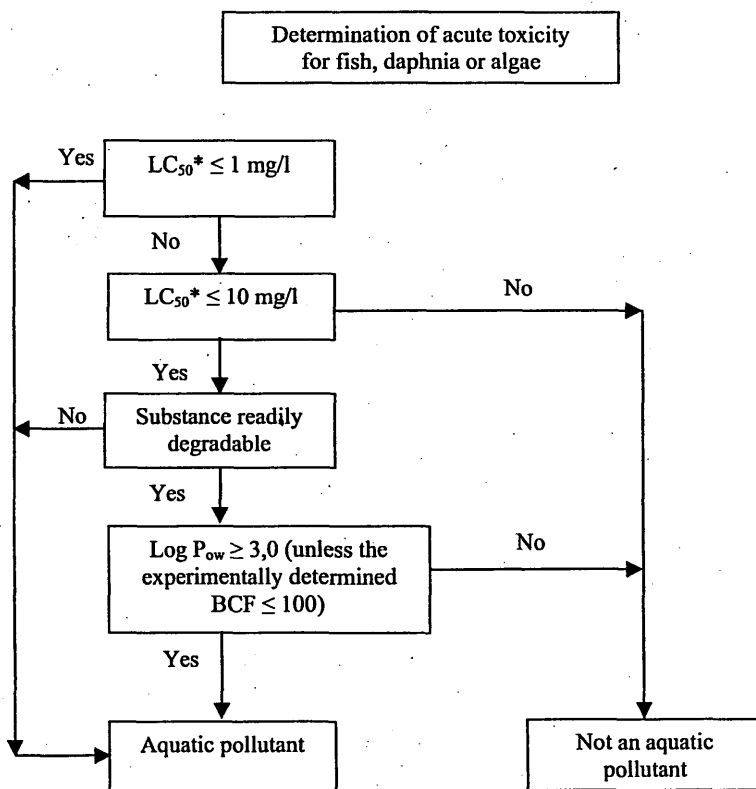 Determination of acute toxicity
for fish, daphnia or algae
Yes
LC50* ≤ 1 mg/l
No
LC50* ≤ 10 mg/l
No
Yes
No
Substance readily
degradable
Yes
Log Pow ≥ 3,0 (unless the
experimentally determined
BCF ≤ 100)
No
Yes
Aquatic pollutant
Not an aquatic
pollutant